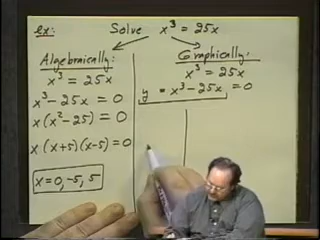 ex: Solve x³ = 25x
Algebraically:
x³ = 25x
x³ - 25x = 0
x (x² - 25) = 0
x (x+5)(x-5) = 0
x = 0, -5, 5
Graphically:
x³ = 25x
y = x³ - 25x = 0